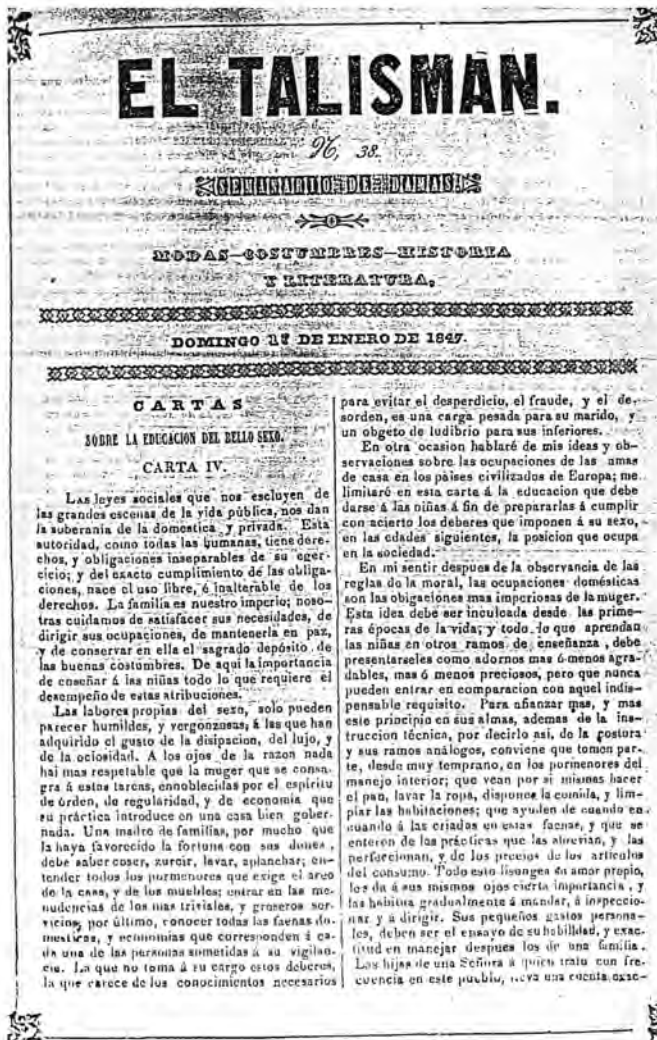 EL TALISMAN.
N, 38.
SEMANARIO DE DAMAS.
MODAS—COSTUMBRES—HISTORIA
Y LITERATURA,
DOMINGO 17 DE ENERO DE 1847.
CARTAS
SOBRE LA EDUCACION DEL BELLO SEXO.
CARTA IV.
LAS leyes sociales que nos escluyen de
las grandes escenas de la vida pública, nos dan
la soberanía de la domestica y privada. Esta
autoridad, como todas las humanas, tiene dere-
chos, y obligaciones inseparables de su eger-
cicio; y del exacto cumplimiento de las obliga-
ciones, nace el uso libre, é inalterable de los
derechos. La familia es nuestro imperio; noso-
tras cuidamos de satisfacer sus necesidades, de
dirigir sus ocupaciones, de mantenerla en paz,
y de conservar en ella el sagrado depósito de
las buenas costumbres. De aqui la importancia
de enseñar á las niñas todo lo que requiere el
desempeño de estas atribuciones.
Las labores propias del sexo, solo pueden
parecer humildes, y vergonzosas, á las que han
adquirido el gusto de la disipacion, del lujo, y
de la ociosidad. A los ojos de la razon nada
hai mas respetable que la muger que se consa-
gra á estas tareas, ennoblecidas por el espíritu
de órden, de regularidad, y de economía que
su práctica introduce en una casa bien gober-
nada. Una madre de familias, por mucho que
la haya favorecido la fortuna con sus dones,
debe saber coser, zurcir, lavar, aplanchar; en-
tender todos los pormenores que exige el aseo
de la casa, y de los muebles; entrar en las me-
nudencias de los mas triviales, y groseros ser-
vicios; por último, conocer todas las faenas do-
mesticas, y economías que corresponden á ca-
da una de las personas sometidas á su vigilan-
cia. La que no toma á su cargo estos deberes,
la que carece de los conocimientos necesarios
para evitar el desperdicio, el fraude, y el de-
sorden, es una carga pesada para su marido, y
un obgeto de ludibrio para sus inferiores.
En otra ocasion hablaré de mis ideas y ob-
servaciones sobre las ocupaciones de las amas
de casa en los paises civilizados de Europa; me
limitaré en esta carta á la educacion que debe
darse á las niñas á fin de prepararlas á cumplir
con acierto los deberes que imponen á su sexo,
en las edades siguientes, la posicion que ocupa
en la sociedad.
En mi sentir despues de la observancia de las
reglas de la moral, las ocupaciones domésticas
son las obigaciones mas imperiosas de la muger.
Esta idea debe ser inculcada desde las prime-
ras épocas de la vida; y todo lo que aprendan
las niñas en otros ramos de enseñanza, debe
presentarseles como adornos mas ó menos agra-
dables, mas ó menos preciosos, pero que nunca
pueden entrar en comparacion con aquel indis-
pensable requisito. Para afianzar mas, y mas
este principio en sus almas, ademas de la ins-
truccion técnica, por decirlo asi, de la costura
y sus ramos análogos, conviene que tomen par-
te, desde muy temprano, en los porimenores del
manejo interior; que vean por si mismas hacer
el pan, lavar la ropa, disponer la comida, y lim-
piar las habitaciones; que ayuden de cuando en
cuando á las criadas en estas faenas, y que se
enteren de las prácticas que las abrevian, y las
perfeccionan, y de los precios de los artículos
del consumo. Todo esto lisongea su amor propio,
les da á sus mismos ojos cierta importancia, y
las habitua gradualmente á mandar, á inspeccio-
nar y á dirigir. Sus pequeños gastos persona-
les, deben ser el ensayo de su habilidad, y exac-
titud en manejar despues los de una familia.
Las hijas de una Señora á quien trato con fre-
cuencia en este pueblo, lleva una cuenta exac-